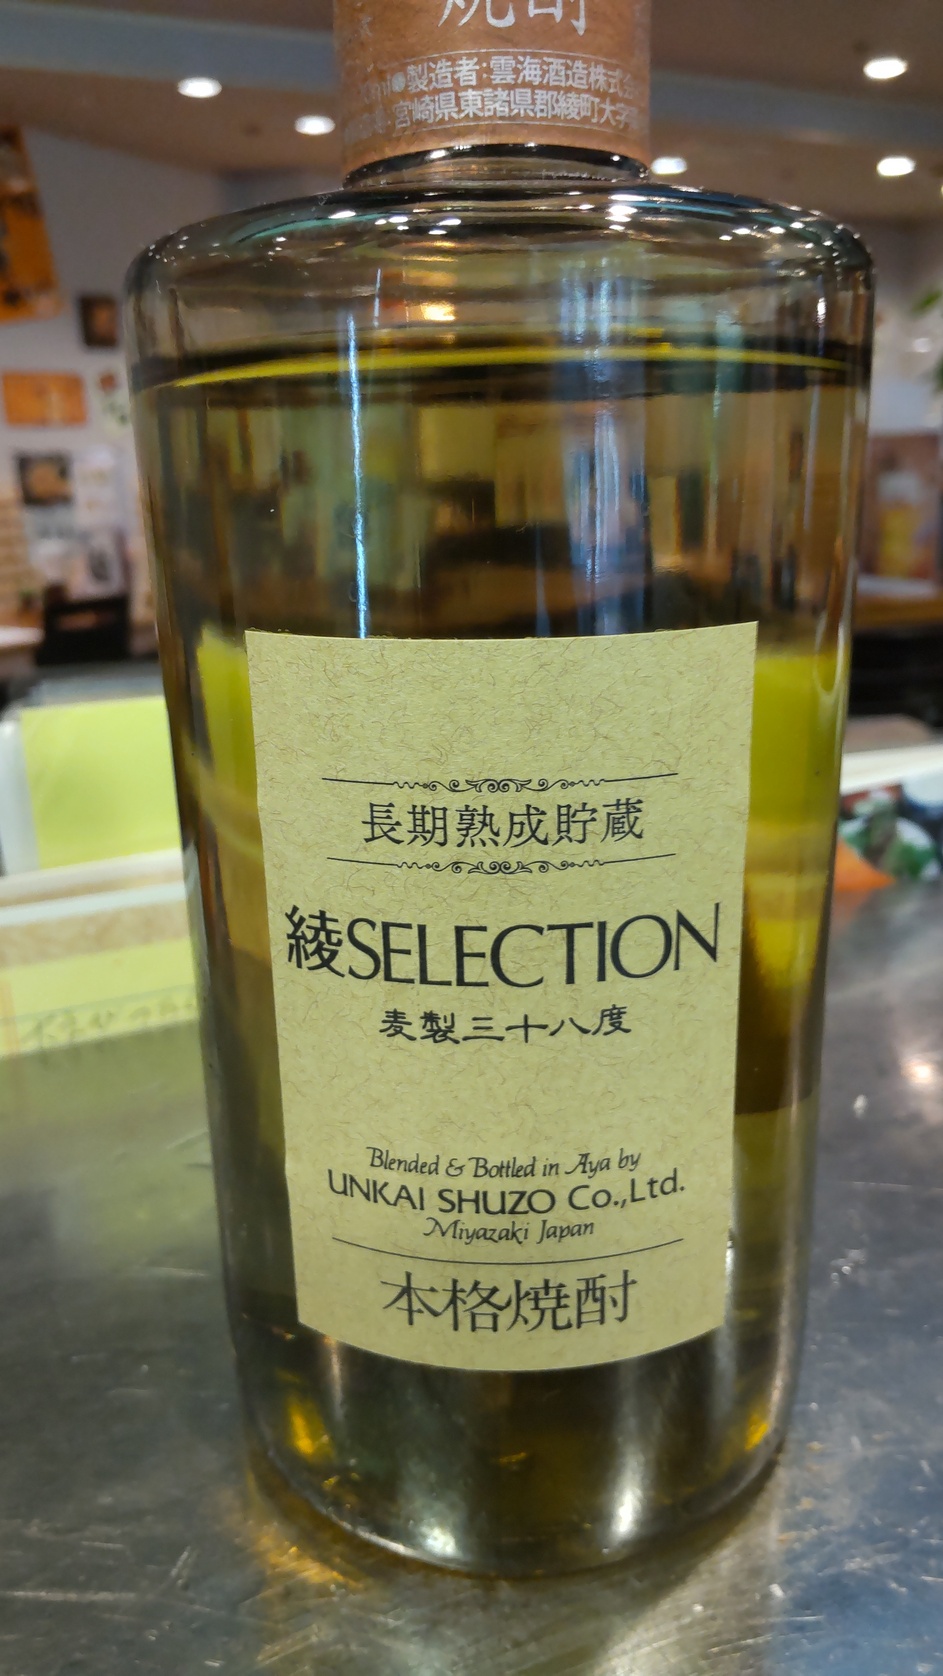 焼酎
製造者:雲海酒造株式会
宮崎県東諸県郡綾町大字
長期熟成貯蔵
綾SELECTION
麦製三十八度
Blended & Bottled in Aya by
UNKAI SHUZO Co.,Ltd.
Miyazaki Japan
本格焼酎